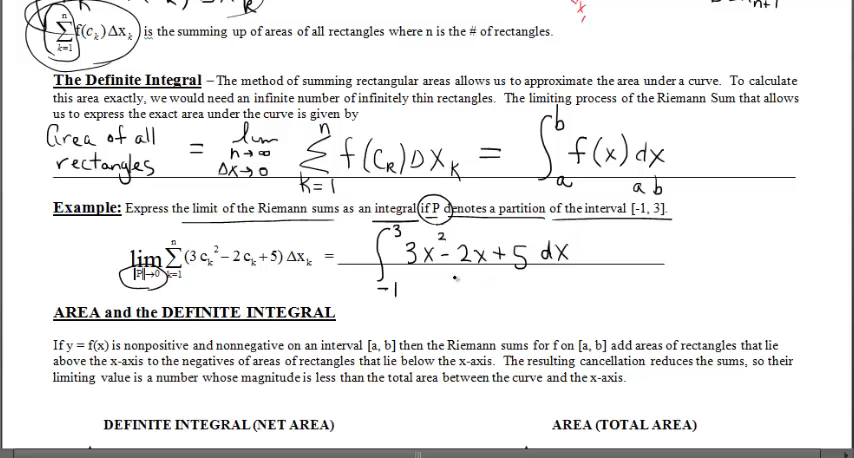 n
∑ f(cₖ)Δxₖ is the summing up of areas of all rectangles where n is the # of rectangles.
k=1
The Definite Integral – The method of summing rectangular areas allows us to approximate the area under a curve. To calculate
this area exactly, we would need an infinite number of infinitely thin rectangles. The limiting process of the Riemann Sum that allows
us to express the exact area under the curve is given by
Area of all rectangles = lim n→∞ Δx→0 ∑ n k=1 f(cₖ)Δxₖ = ∫ₐᵇ f(x) dx
a b
Example: Express the limit of the Riemann sums as an integral if P denotes a partition of the interval [-1, 3].
lim ‖P‖→0 ∑ n k=1 (3 cₖ² – 2 cₖ + 5) Δxₖ = ∫₋₁³ 3x² - 2x + 5 dx
AREA and the DEFINITE INTEGRAL
If y = f(x) is nonpositive and nonnegative on an interval [a, b] then the Riemann sums for f on [a, b] add areas of rectangles that lie
above the x-axis to the negatives of areas of rectangles that lie below the x-axis. The resulting cancellation reduces the sums, so their
limiting value is a number whose magnitude is less than the total area between the curve and the x-axis.
DEFINITE INTEGRAL (NET AREA) AREA (TOTAL AREA)